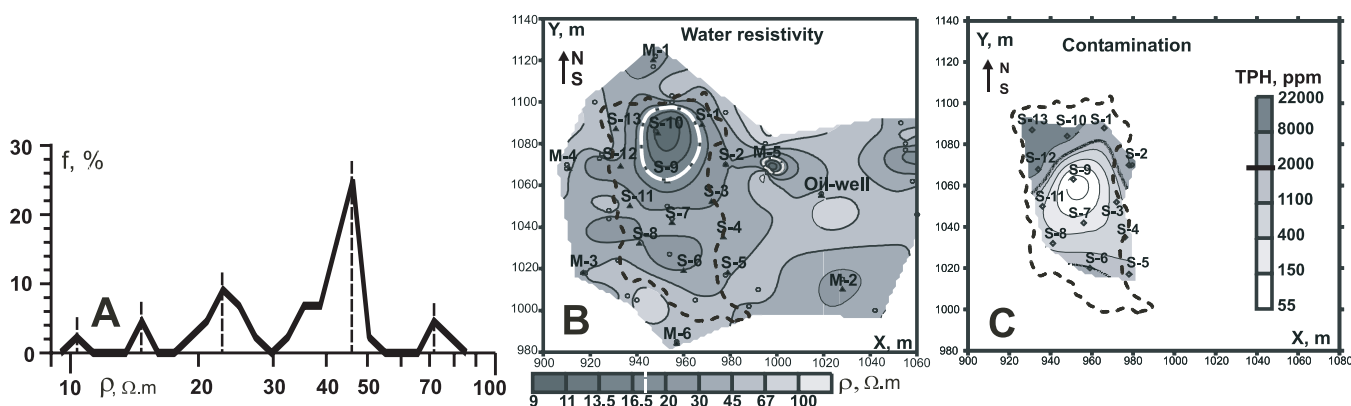 30
f, %
20
10
0
A
10
20
30
40
50
70
100
ρ, Ω.m
1140
Y, m
Water resistivity
N
S
M-1
1120
1100
S-13
S-10
S-1
1080
M-4
S-12
S-9
S-2
M-5
1060
S-11
S-3
Oil-well
S-7
1040
S-8
S-4
M-3
S-6
S-5
1020
M-2
1000
B
M-6
X, m
980
900 920 940 960 980 1000 1020 1040 1060
ρ, Ω.m
9 11 13.5 16.5 20 30 45 67 100
1140
Y, m
Contamination
N
S
1120
TPH, ppm
22000
8000
2000
1100
400
150
55
1100
S-13 S-10 S-1
1080
S-12
S-9
S-2
1060
S-11
S-7
S-3
1040
S-8
S-4
S-6
S-5
1020
1000
C
X, m
980
900 920 940 960 980 1000 1020 1040 1060 1080